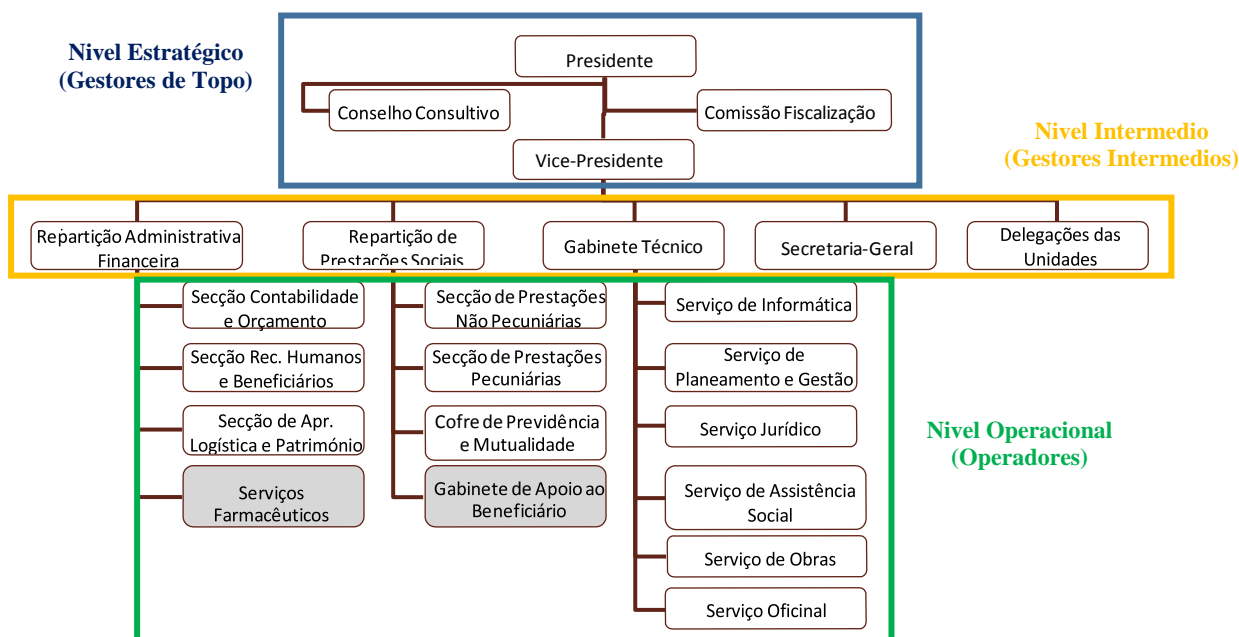 Nivel Estratégico
(Gestores de Topo)
Presidente
Conselho Consultivo
Comissão Fiscalização
Vice-Presidente
Nivel Intermedio
(Gestores Intermedios)
Repartição Administrativa
Financeira
Repartição de
Prestações Sociais
Gabinete Técnico
Secretaria-Geral
Delegações das
Unidades
Secção Contabilidade
e Orçamento
Secção Rec. Humanos
e Beneficiários
Secção de Apr.
Logística e Património
Serviços
Farmacêuticos
Secção de Prestações
Não Pecuniárias
Secção de Prestações
Pecuniárias
Cofre de Previdência
e Mutualidade
Gabinete de Apoio ao
Beneficiário
Serviço de Informática
Serviço de
Planeamento e Gestão
Serviço Jurídico
Serviço de Assistência
Social
Serviço de Obras
Serviço Oficinal
Nivel Operacional
(Operadores)